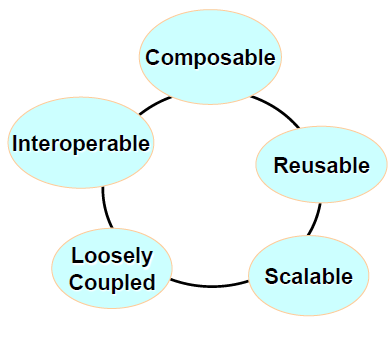 Composable
Interoperable
Reusable
Loosely
Coupled
Scalable